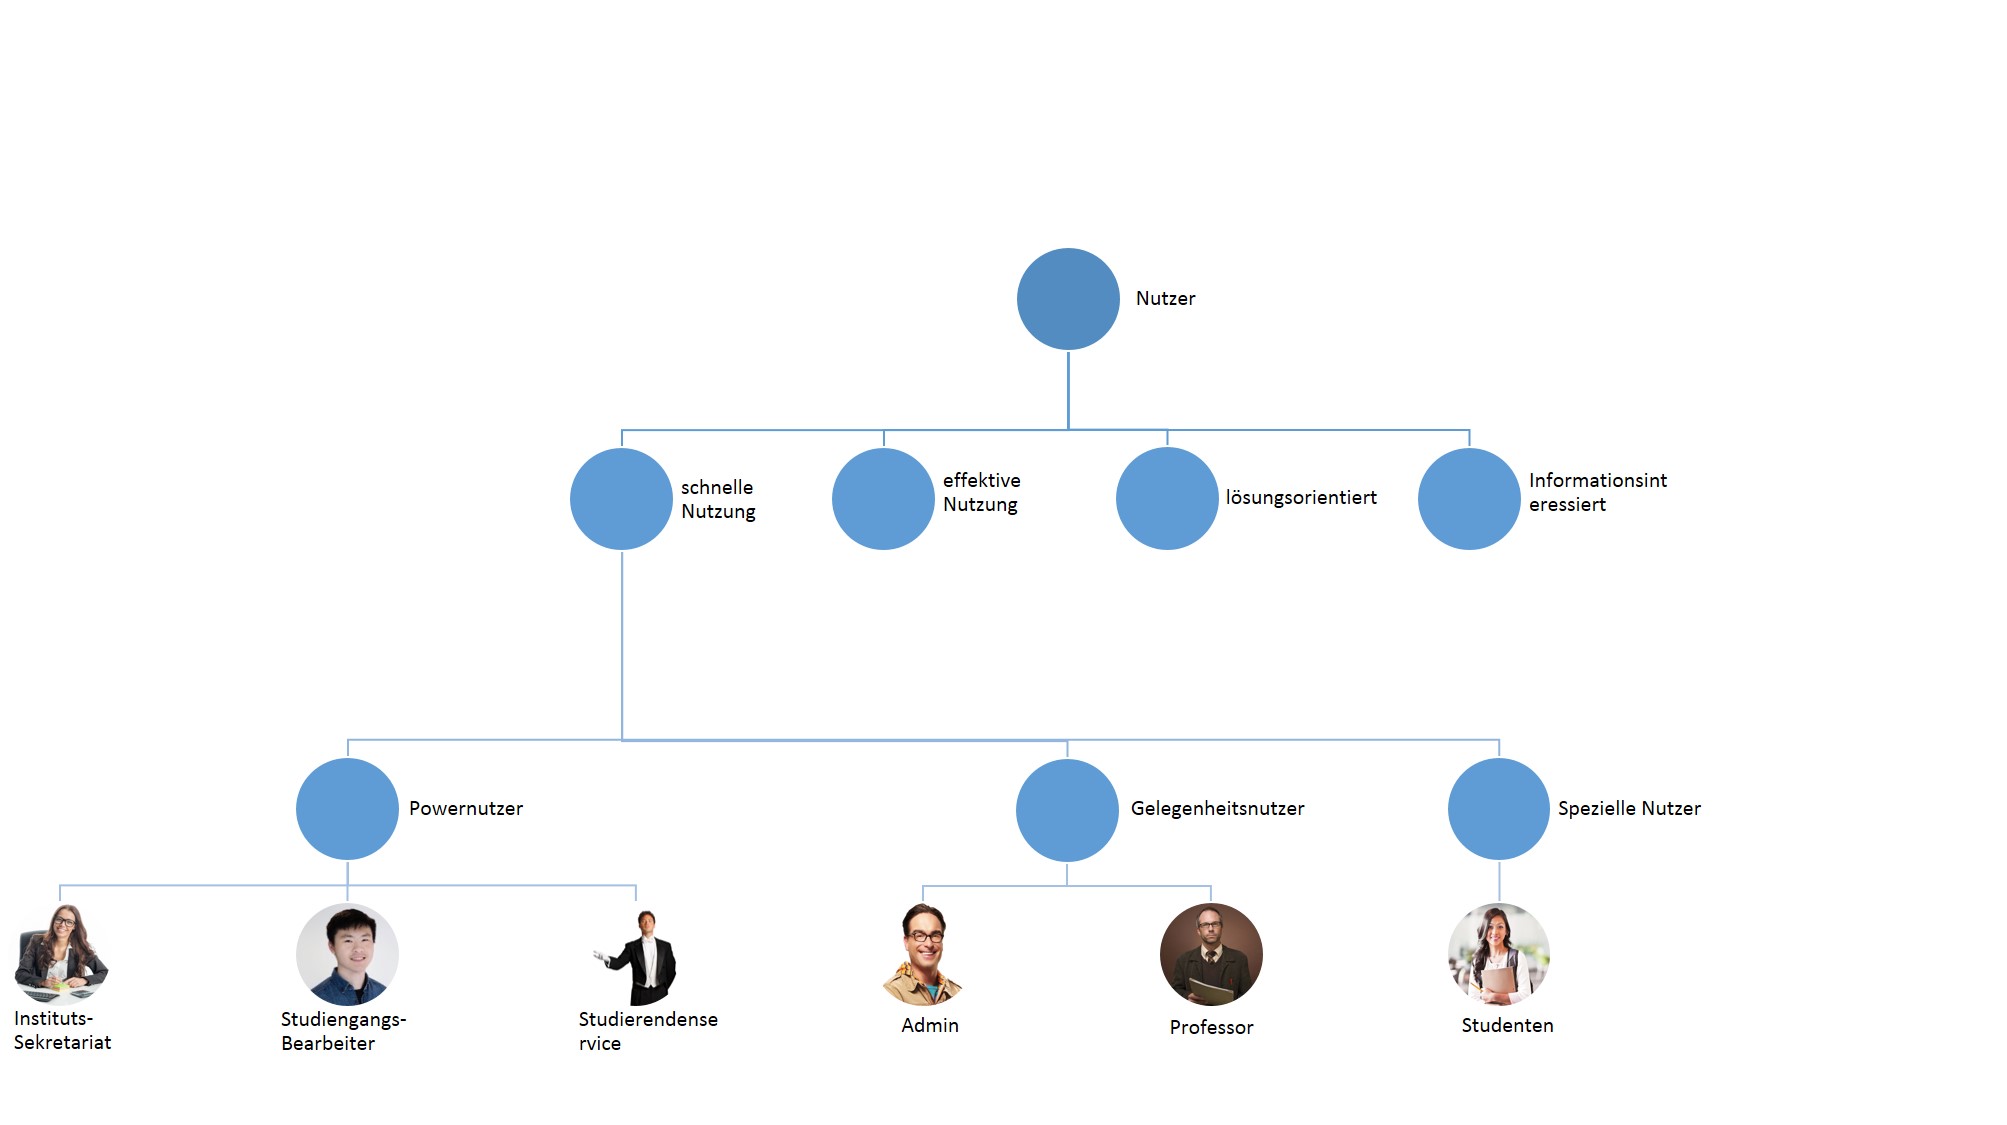 Nutzer
schnelle
Nutzung
effektive
Nutzung
lösungsorientiert
Informationsint
eressiert
Powernutzer
Gelegenheitsnutzer
Spezielle Nutzer
Instituts-
Sekretariat
Studiengangs-
Bearbeiter
Studierendense
rvice
Admin
Professor
Studenten